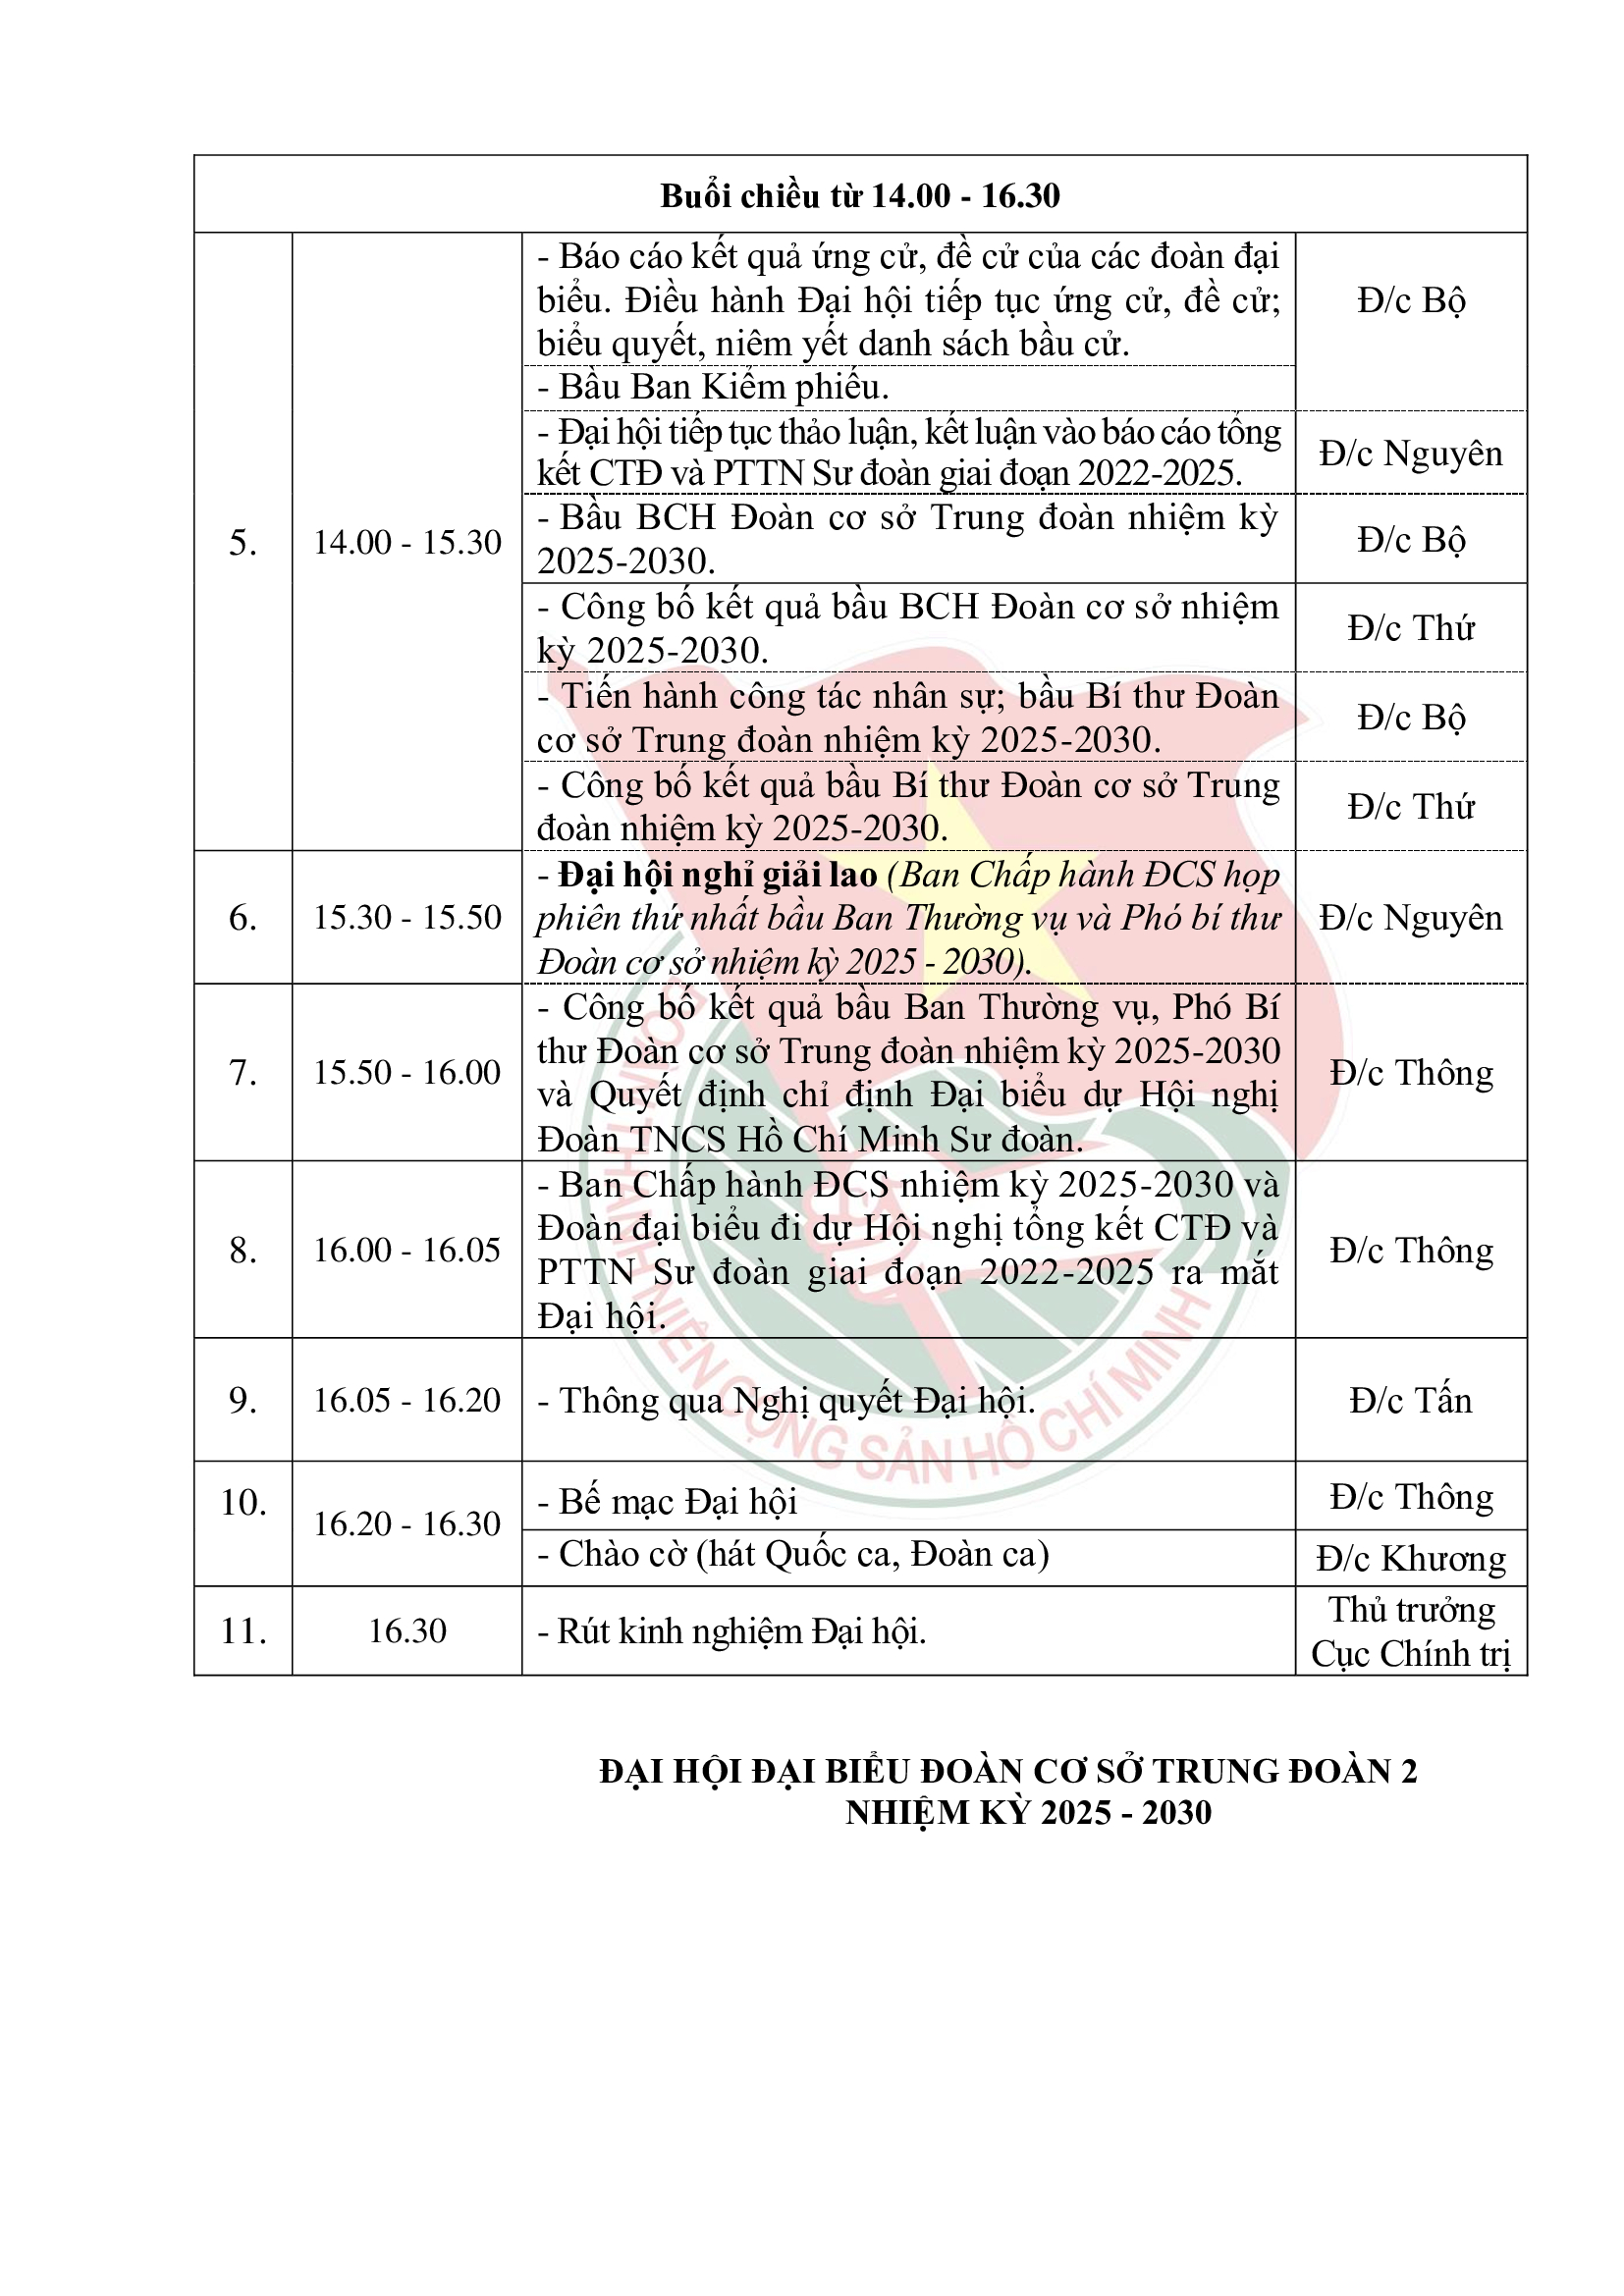 Buổi chiều từ 14.00 - 16.30
5.
14.00 - 15.30
- Báo cáo kết quả ứng cử, đề cử của các đoàn đại
biểu. Điều hành Đại hội tiếp tục ứng cử, đề cử;
biểu quyết, niêm yết danh sách bầu cử.
Đ/c Bộ
- Bầu Ban Kiểm phiếu.
- Đại hội tiếp tục thảo luận, kết luận vào báo cáo tổng
kết CTĐ và PTTN Sư đoàn giai đoạn 2022-2025.
Đ/c Nguyên
- Bầu BCH Đoàn cơ sở Trung đoàn nhiệm kỳ
2025-2030.
Đ/c Bộ
- Công bố kết quả bầu BCH Đoàn cơ sở nhiệm
kỳ 2025-2030.
Đ/c Thứ
- Tiến hành công tác nhân sự; bầu Bí thư Đoàn
cơ sở Trung đoàn nhiệm kỳ 2025-2030.
Đ/c Bộ
- Công bố kết quả bầu Bí thư Đoàn cơ sở Trung
đoàn nhiệm kỳ 2025-2030.
Đ/c Thứ
6.
15.30 - 15.50
- Đại hội nghỉ giải lao (Ban Chấp hành ĐCS họp
phiên thứ nhất bầu Ban Thường vụ và Phó bí thư
Đoàn cơ sở nhiệm kỳ 2025 - 2030).
Đ/c Nguyên
7.
15.50 - 16.00
- Công bố kết quả bầu Ban Thường vụ, Phó Bí
thư Đoàn cơ sở Trung đoàn nhiệm kỳ 2025-2030
và Quyết định chỉ định Đại biểu dự Hội nghị
Đoàn TNCS Hồ Chí Minh Sư đoàn.
Đ/c Thông
8.
16.00 - 16.05
- Ban Chấp hành ĐCS nhiệm kỳ 2025-2030 và
Đoàn đại biểu đi dự Hội nghị tổng kết CTĐ và
PTTN Sư đoàn giai đoạn 2022-2025 ra mắt
Đại hội.
Đ/c Thông
9.
16.05 - 16.20
- Thông qua Nghị quyết Đại hội.
Đ/c Tấn
10.
16.20 - 16.30
- Bế mạc Đại hội
Đ/c Thông
- Chào cờ (hát Quốc ca, Đoàn ca)
Đ/c Khương
11.
16.30
- Rút kinh nghiệm Đại hội.
Thủ trưởng
Cục Chính trị
ĐOÀN THANH NIÊN CỘNG SẢN HỒ CHÍ MINH
ĐẠI HỘI ĐẠI BIỂU ĐOÀN CƠ SỞ TRUNG ĐOÀN 2
NHIỆM KỲ 2025 - 2030